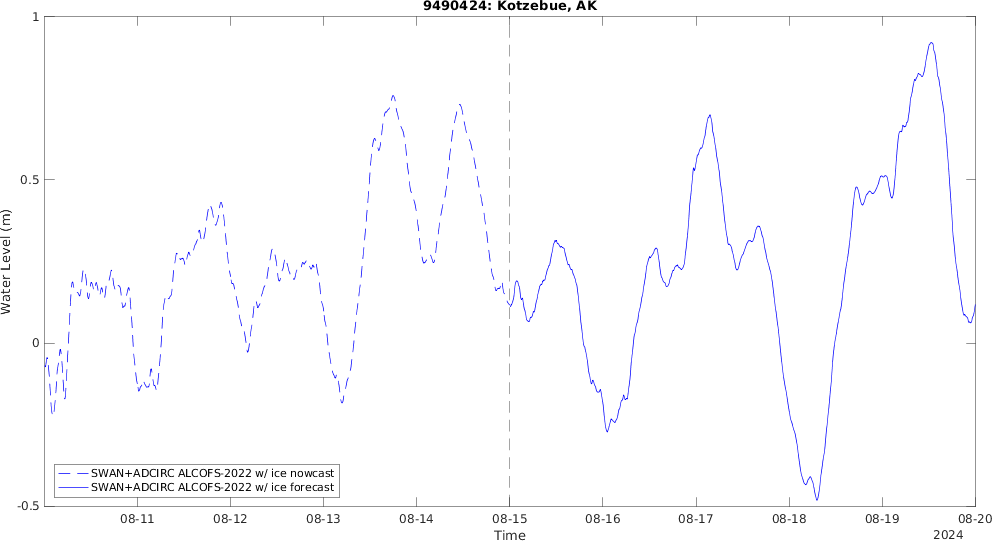 9490424: Kotzebue, AK
1
0.5
0
-0.5
Water Level (m)
SWAN+ADCIRC ALCOFS-2022 w/ ice nowcast
SWAN+ADCIRC ALCOFS-2022 w/ ice forecast
08-11 08-12 08-13 08-14 08-15 08-16 08-17 08-18 08-19 08-20
Time
2024